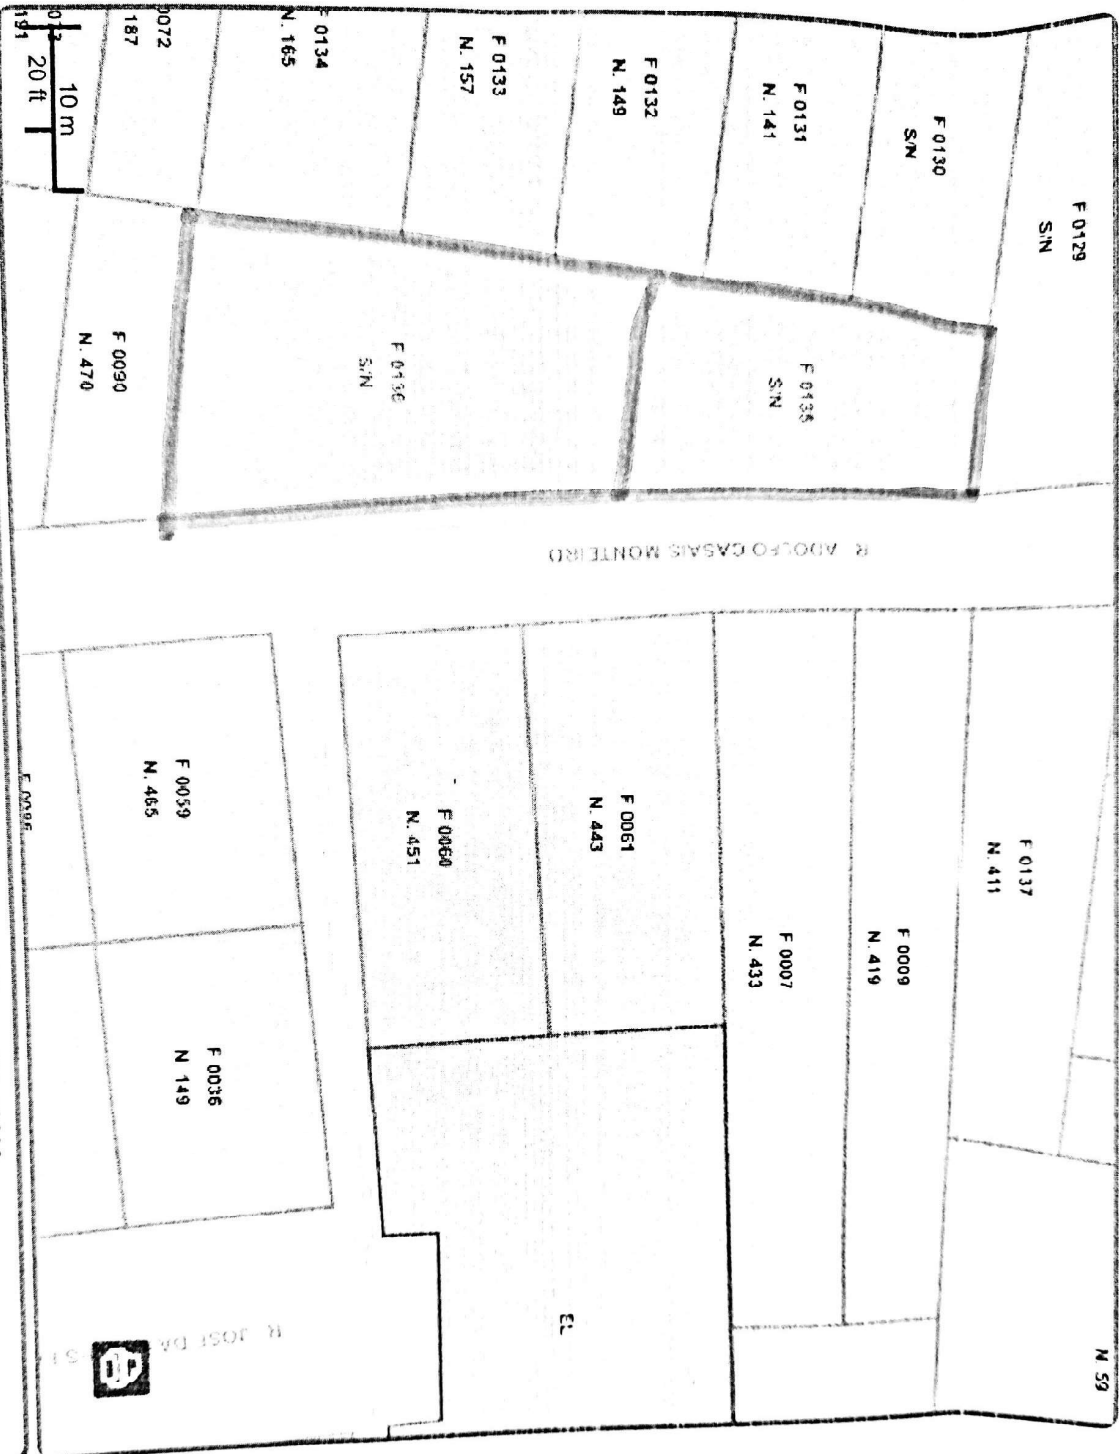 F 0129
S/N
F 0130
S/N
F 0131
N. 141
F 0132
N. 149
F 0133
N. 157
F 0134
N. 165
0072
187
191
10 m
20 ft
F 0135
S/N
F 0136
S/N
F 0090
N. 470
R ADOLFO CASAIS MONTEIRO
F 0137
N. 411
F 0009
N. 419
F 0007
N. 433
F 0061
N. 443
F 0060
N. 451
F 0059
N. 465
F 0036
N 149
EL
N 59
R JOSE DA